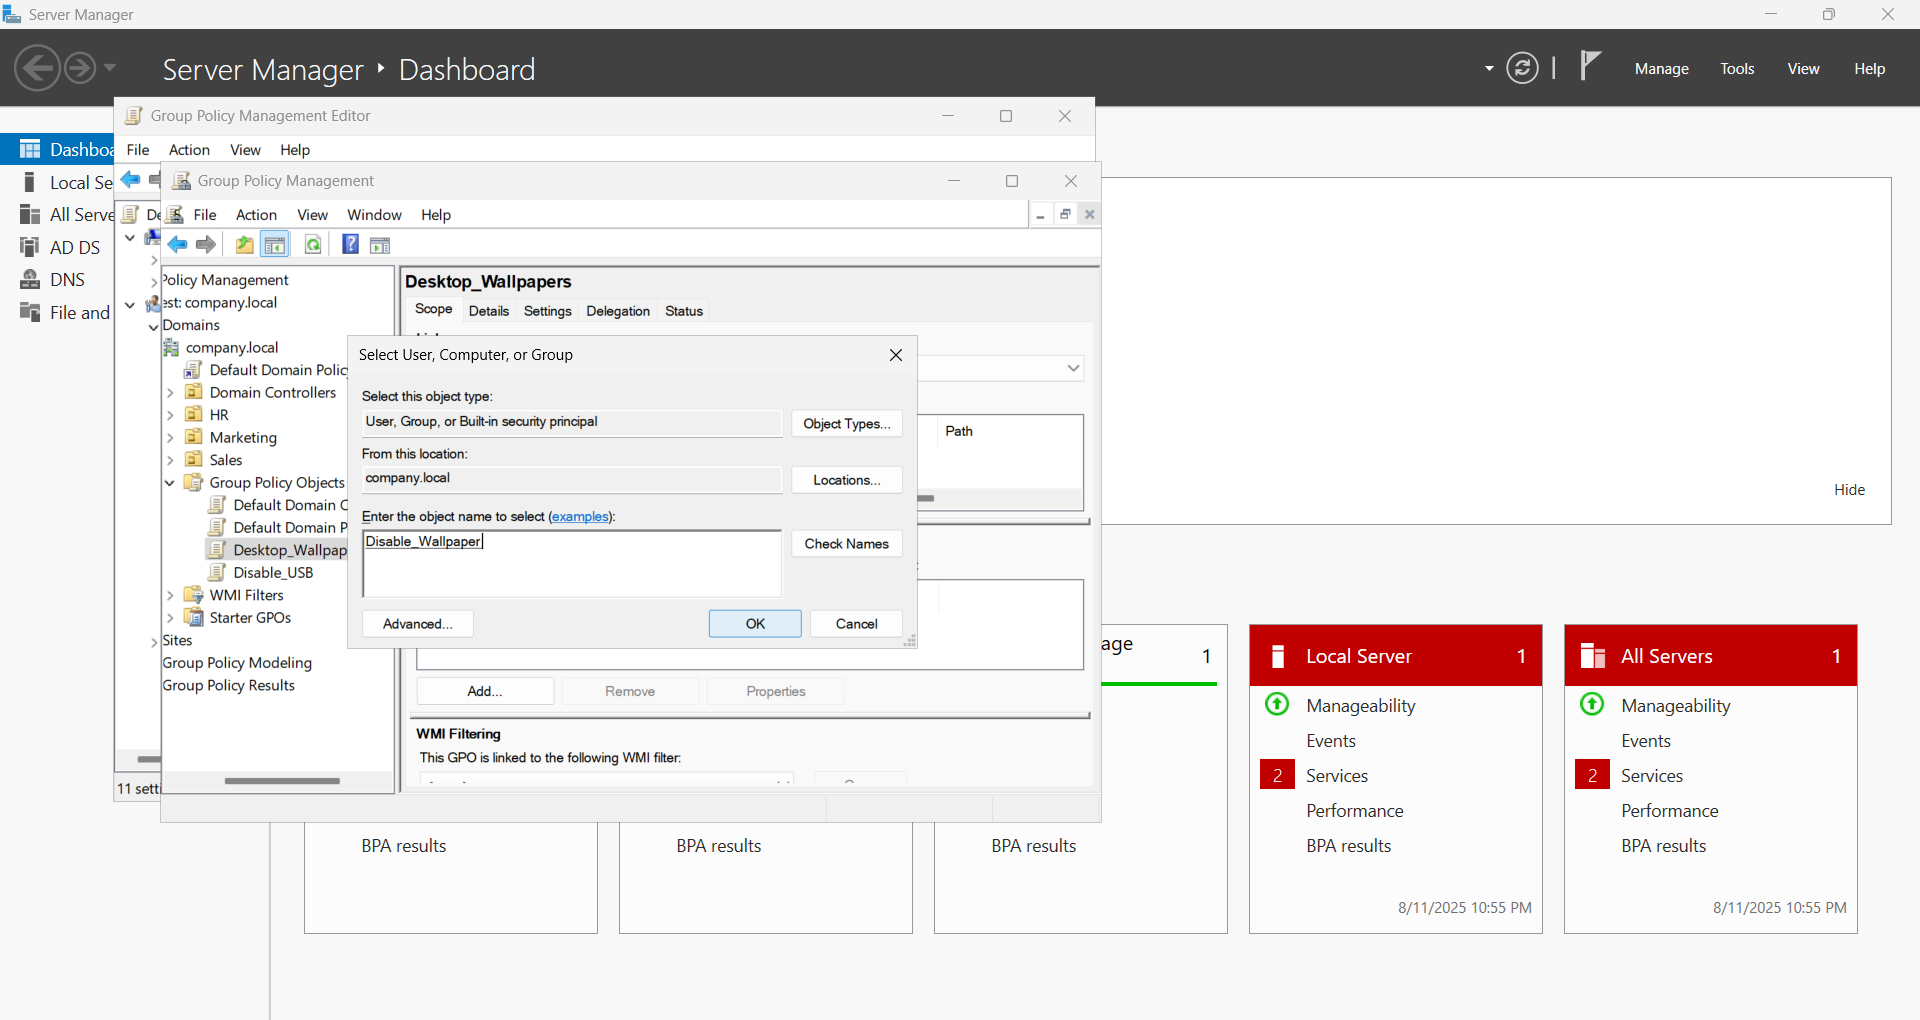 Server Manager
Server Manager ‣ Dashboard
Manage Tools View Help
Group Policy Management Editor
File Action View Help
Group Policy Management
File Action View Window Help
Local Se
All Serve
AD DS
DNS
File and
De
11 setti
Policy Management
est: company.local
Domains
company.local
Default Domain Polic
Domain Controllers
HR
Marketing
Sales
Group Policy Objects
Default Domain C
Default Domain P
Desktop_Wallpap
Disable_USB
WMI Filters
Starter GPOs
Sites
Group Policy Modeling
Group Policy Results
Desktop_Wallpapers
Scope Details Settings Delegation Status
Select User, Computer, or Group
Select this object type:
User, Group, or Built-in security principal
Object Types...
From this location:
company.local
Locations...
Enter the object name to select (examples):
Disable_Wallpaper
Check Names
Advanced...
OK
Cancel
Path
Add...
Remove
Properties
WMI Filtering
This GPO is linked to the following WMI filter:
Hide
BPA results
BPA results
age 1
BPA results
Local Server 1
Manageability
Events
2 Services
Performance
BPA results
8/11/2025 10:55 PM
All Servers 1
Manageability
Events
2 Services
Performance
BPA results
8/11/2025 10:55 PM